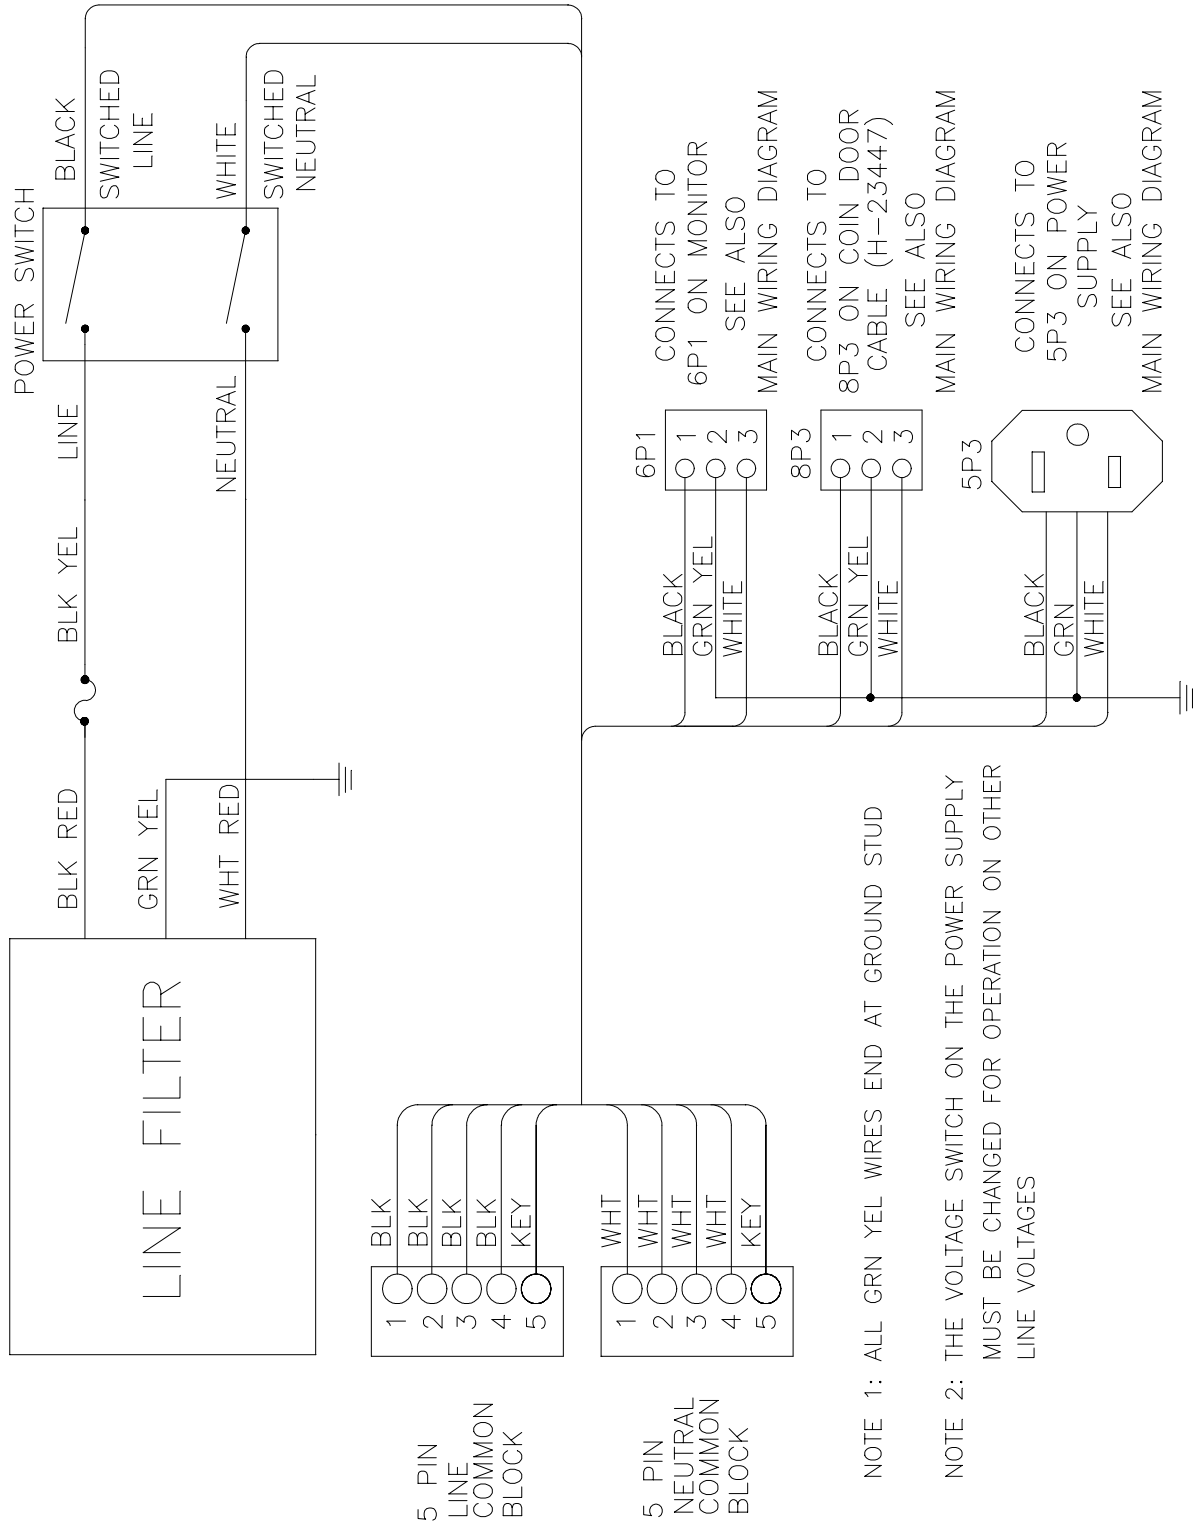 LINE FILTER
BLK RED
GRN YEL
WHT RED
BLK YEL
LINE
NEUTRAL
POWER SWITCH
BLACK
SWITCHED
LINE
WHITE
SWITCHED
NEUTRAL
5 PIN
LINE
COMMON
BLOCK
1
2
3
4
5
BLK
BLK
BLK
BLK
KEY
5 PIN
NEUTRAL
COMMON
BLOCK
1
2
3
4
5
WHT
WHT
WHT
WHT
KEY
BLACK
GRN YEL
WHITE
6P1
1
2
3
CONNECTS TO
6P1 ON MONITOR
SEE ALSO
MAIN WIRING DIAGRAM
BLACK
GRN YEL
WHITE
8P3
1
2
3
CONNECTS TO
8P3 ON COIN DOOR
CABLE (H-23447)
SEE ALSO
MAIN WIRING DIAGRAM
BLACK
GRN
WHITE
5P3
CONNECTS TO
5P3 ON POWER
SUPPLY
SEE ALSO
MAIN WIRING DIAGRAM
NOTE 1: ALL GRN YEL WIRES END AT GROUND STUD
NOTE 2: THE VOLTAGE SWITCH ON THE POWER SUPPLY
MUST BE CHANGED FOR OPERATION ON OTHER
LINE VOLTAGES